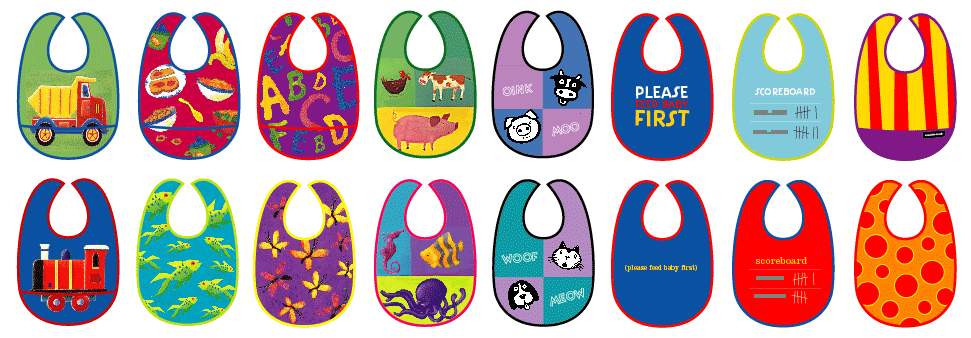 OINK
MOO
PLEASE
FEED BABY
FIRST
SCOREBOARD
WOOF
MEOW
(please feed baby first)
scoreboard